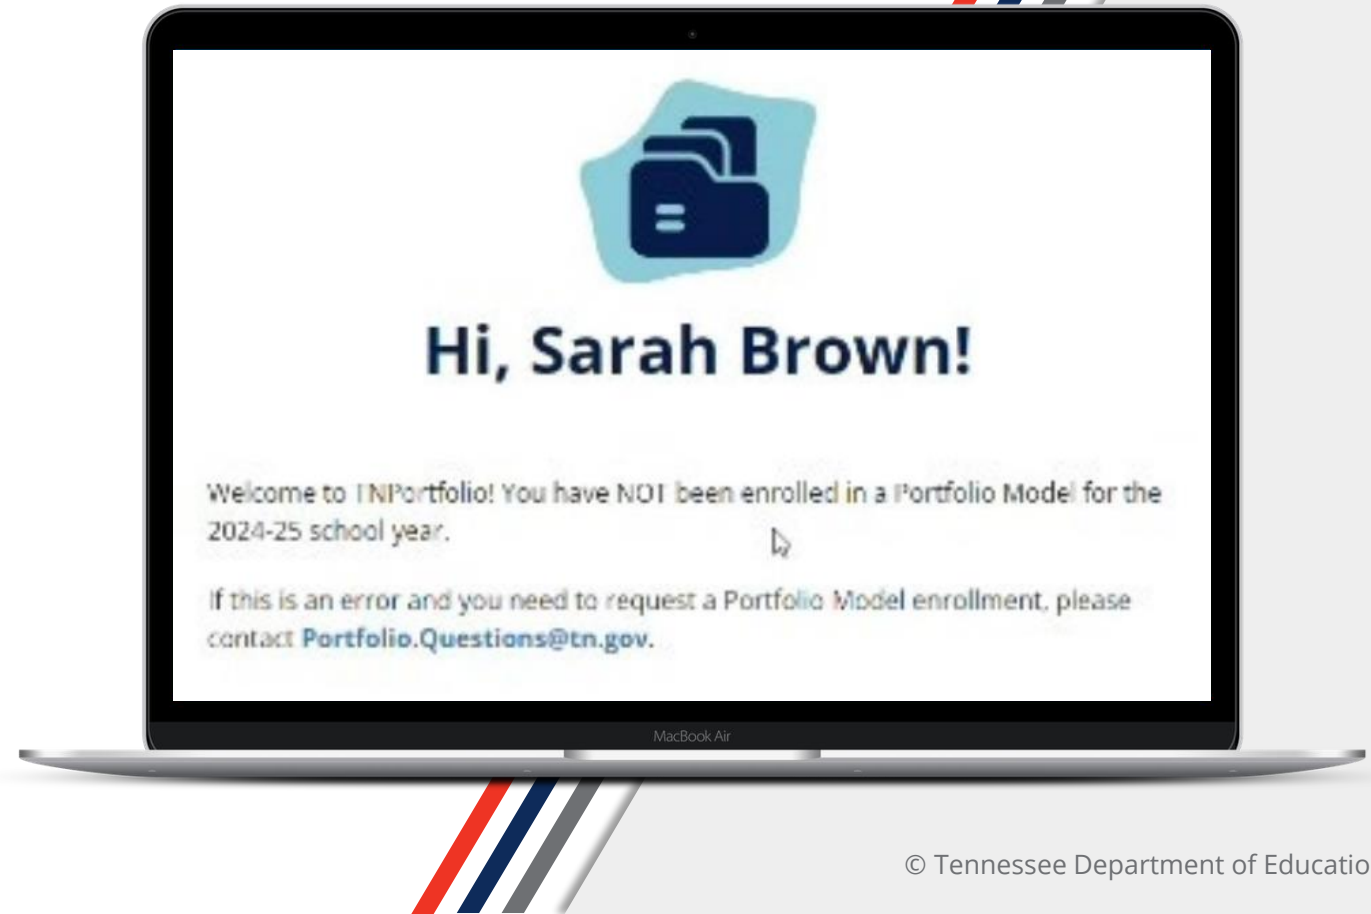 Hi, Sarah Brown!
Welcome to TNPortfolio! You have NOT been enrolled in a Portfolio Model for the
2024-25 school year.
If this is an error and you need to request a Portfolio Model enrollment, please
contact Portfolio.Questions@tn.gov.
MacBook Air
© Tennessee Department of Educatio